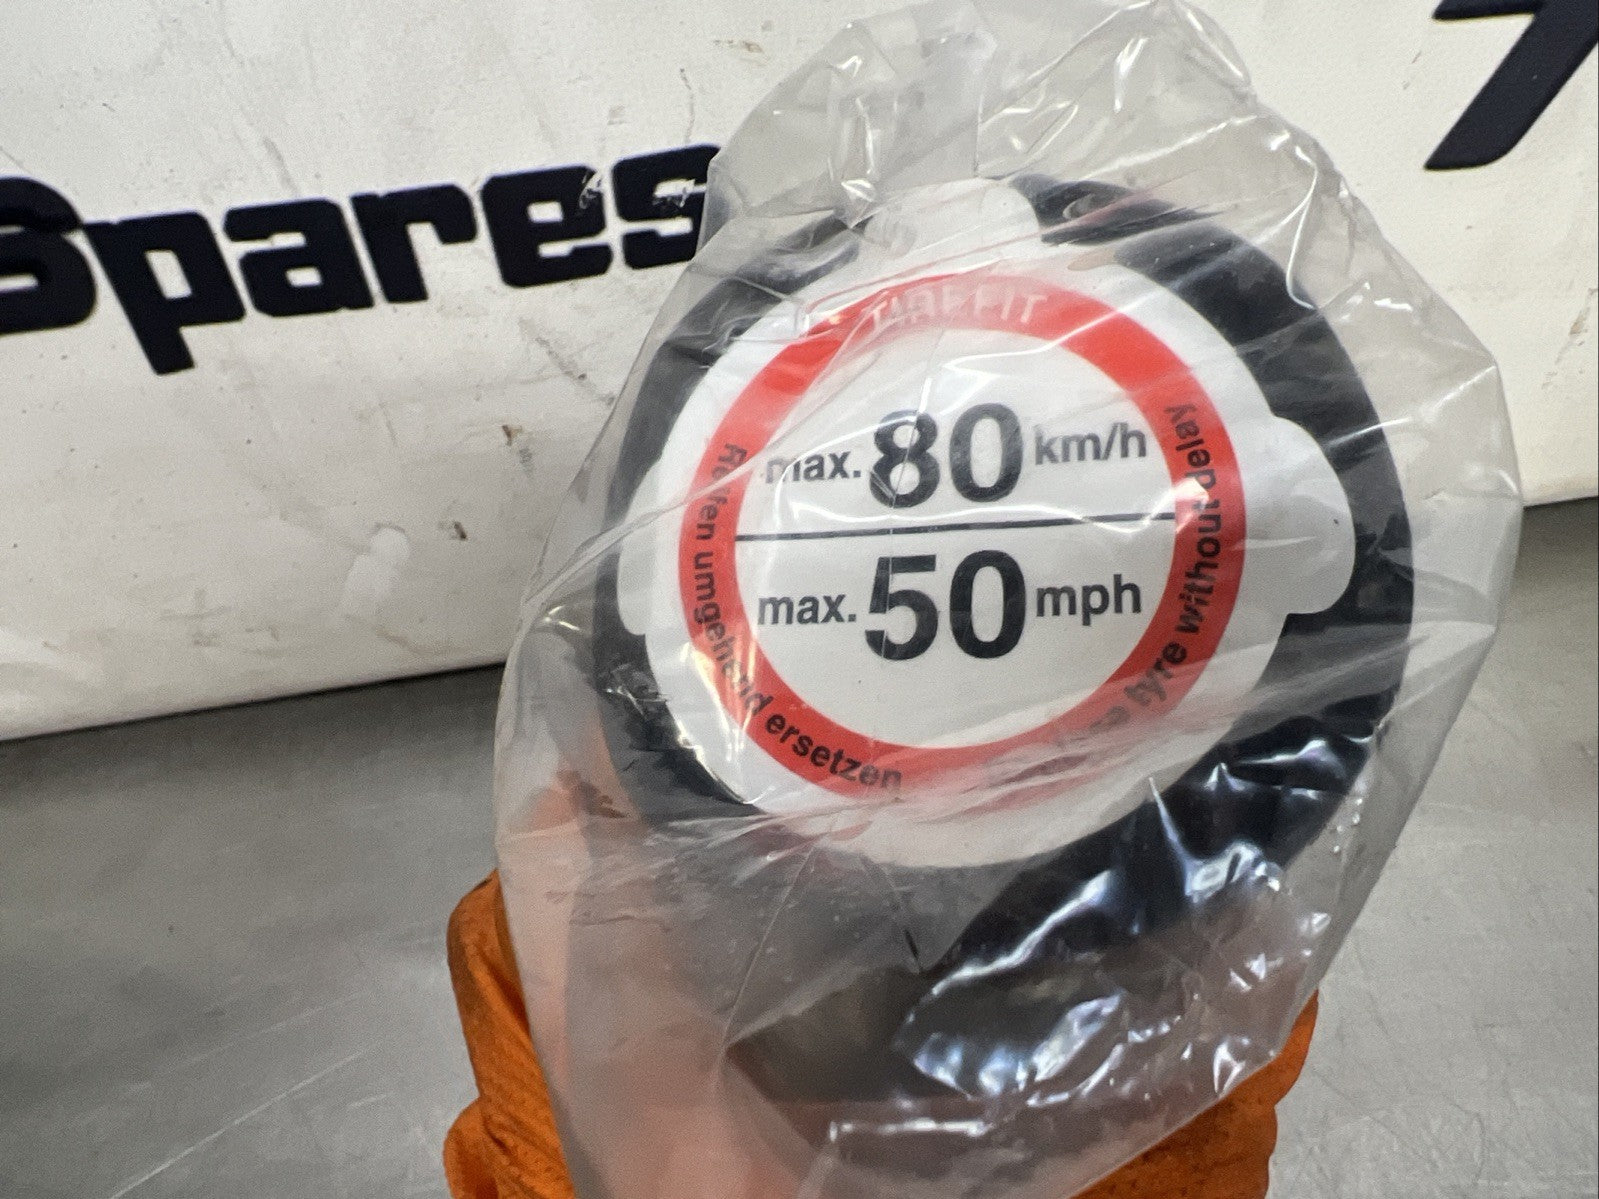 Spares
TIREFIT
max. 80 km/h
max. 50 mph
Reifen umgehend ersetzen
tyre without delay